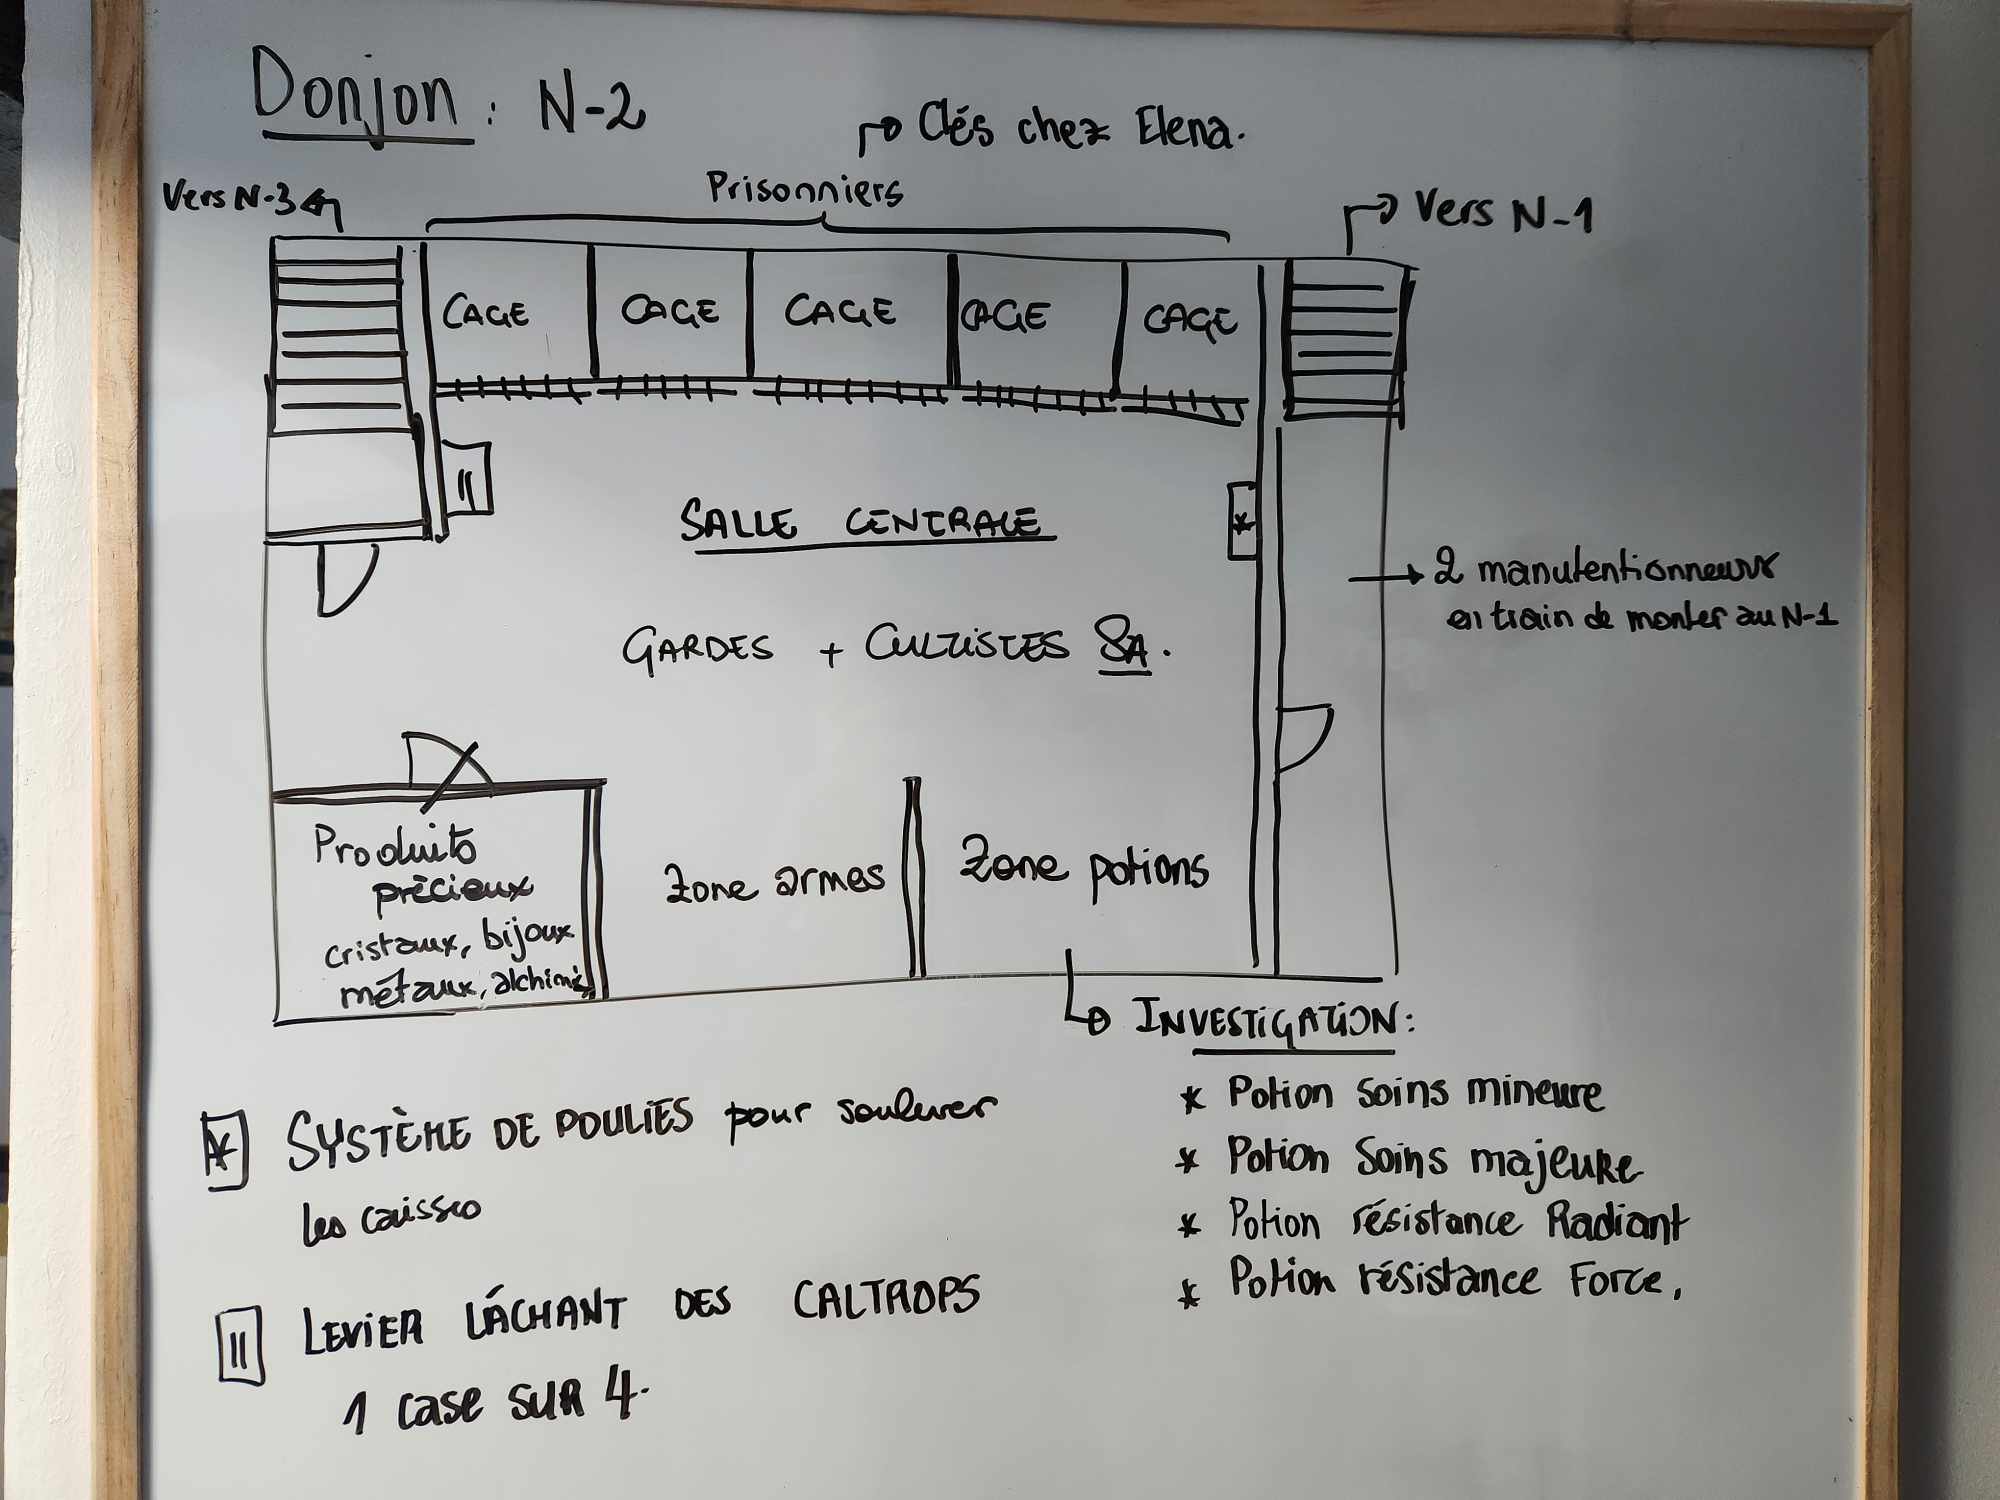 Donjon : N-2
Clés chez Elena.
Prisonniers
Vers N-3
Vers N-1
CAGE CAGE CAGE CAGE CAGE
||
SALLE CENTRALE
*
2 manutentionneurs
en train de monter au N-1
GARDES + CULTISTES SA.
Produits
précieux
cristaux, bijoux
métaux, alchimie
Zone armes
Zone potions
INVESTIGATION:
* Potion Soins mineure
* Potion Soins majeure
* Potion résistance Radiant
* Potion résistance Force.
* SYSTÈME DE POULIES pour soulever
les caisses
|| LEVIER LÂCHANT DES CALTROPS
1 case SUR 4.